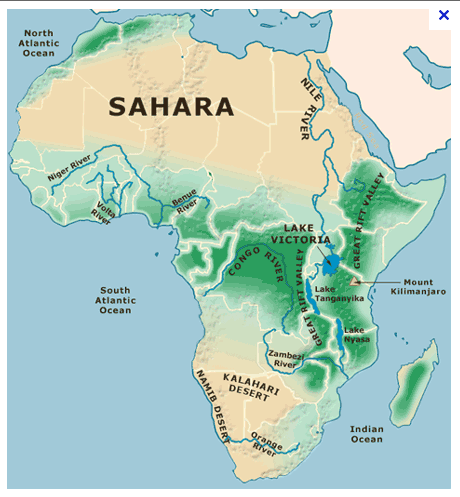 North
Atlantic
Ocean
SAHARA
NILE RIVER
Niger River
Volta
River
Benue
River
GREAT RIFT VALLEY
LAKE
VICTORIA
CONGO RIVER
GREAT RIFT VALLEY
Lake
Tanganyika
Mount
Kilimanjaro
South
Atlantic
Ocean
Lake
Nyasa
Zambezi
River
KALAHARI
DESERT
NAMIB DESERT
Orange
River
Indian
Ocean